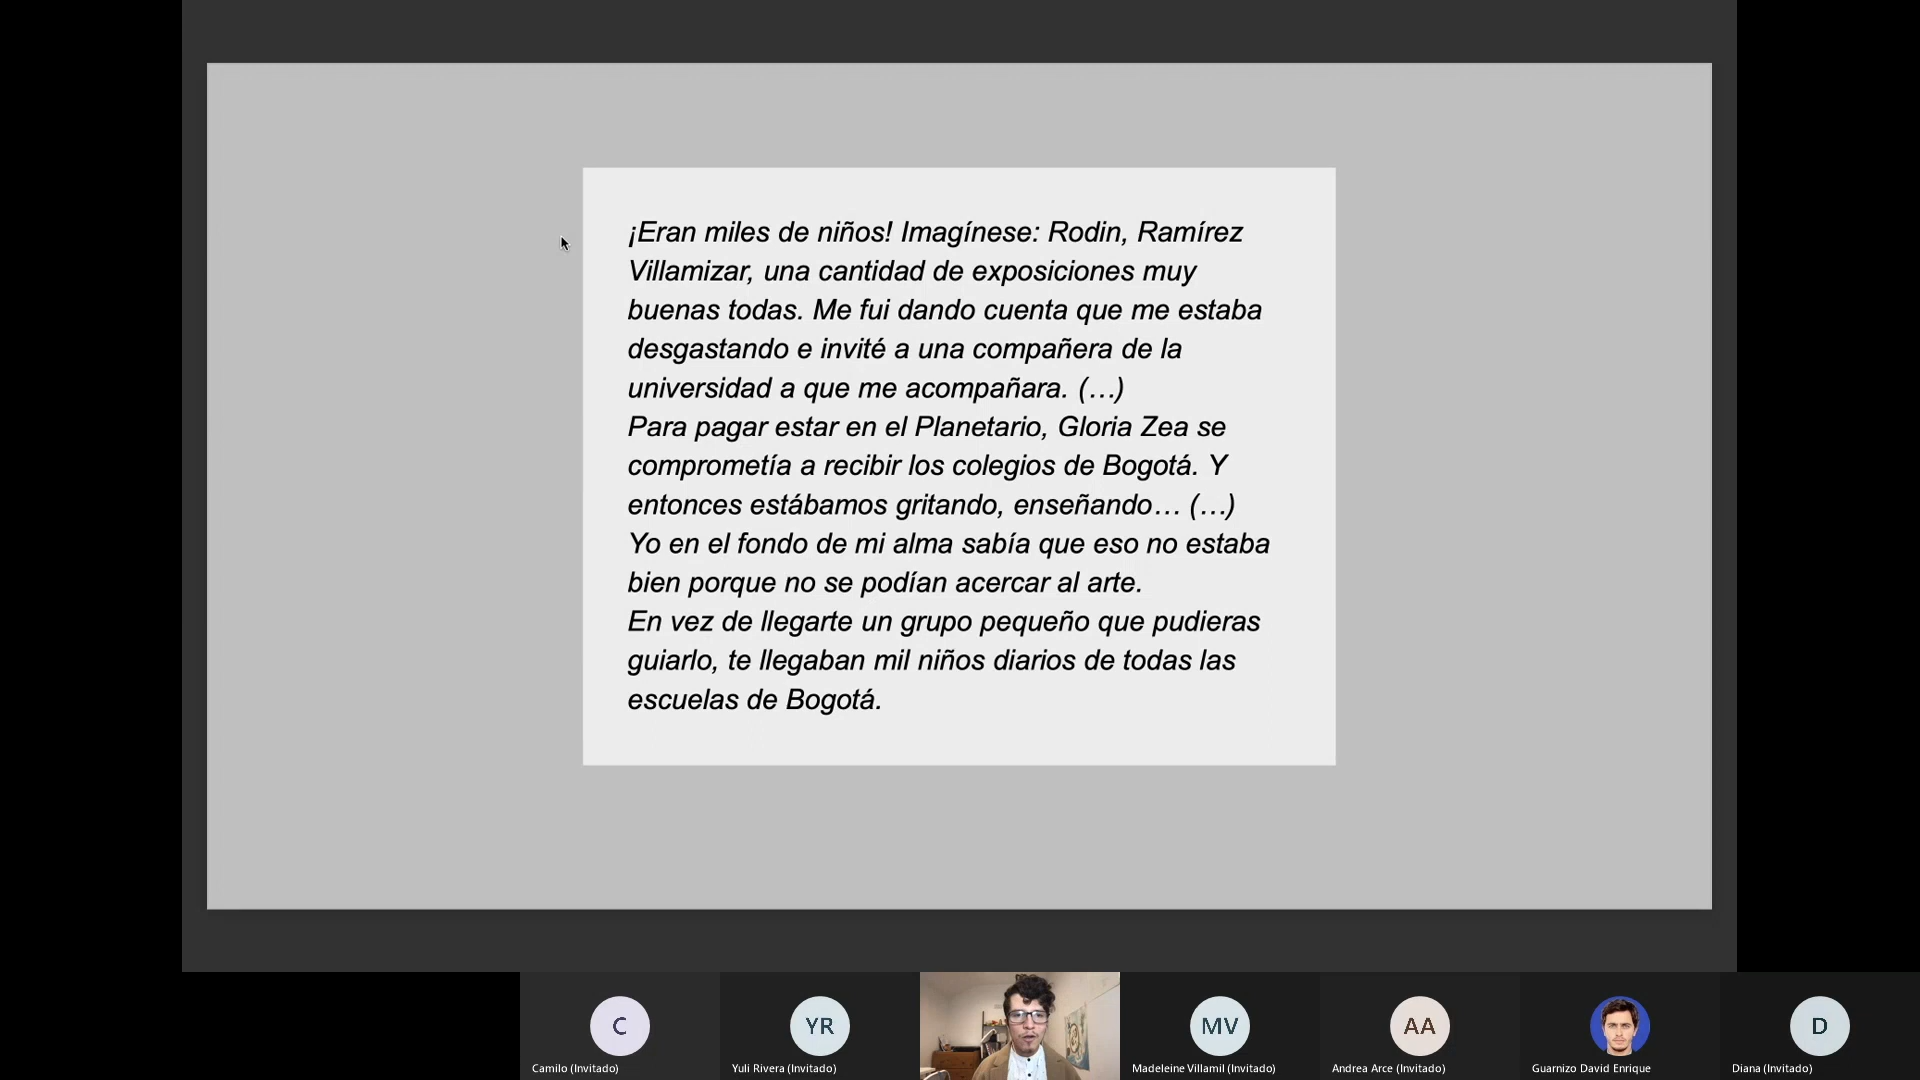 ¡Eran miles de niños! Imagínese: Rodin, Ramírez
Villamizar, una cantidad de exposiciones muy
buenas todas. Me fui dando cuenta que me estaba
desgastando e invité a una compañera de la
universidad a que me acompañara. (…)
Para pagar estar en el Planetario, Gloria Zea se
comprometía a recibir los colegios de Bogotá. Y
entonces estábamos gritando, enseñando… (…)
Yo en el fondo de mi alma sabía que eso no estaba
bien porque no se podían acercar al arte.
En vez de llegarte un grupo pequeño que pudieras
guiarlo, te llegaban mil niños diarios de todas las
escuelas de Bogotá.
C
YR
MV
AA
D
Camilo (Invitado)
Yuli Rivera (Invitado)
Madeleine Villamil (Invitado)
Andrea Arce (Invitado)
Guarnizo David Enrique
Diana (Invitado)